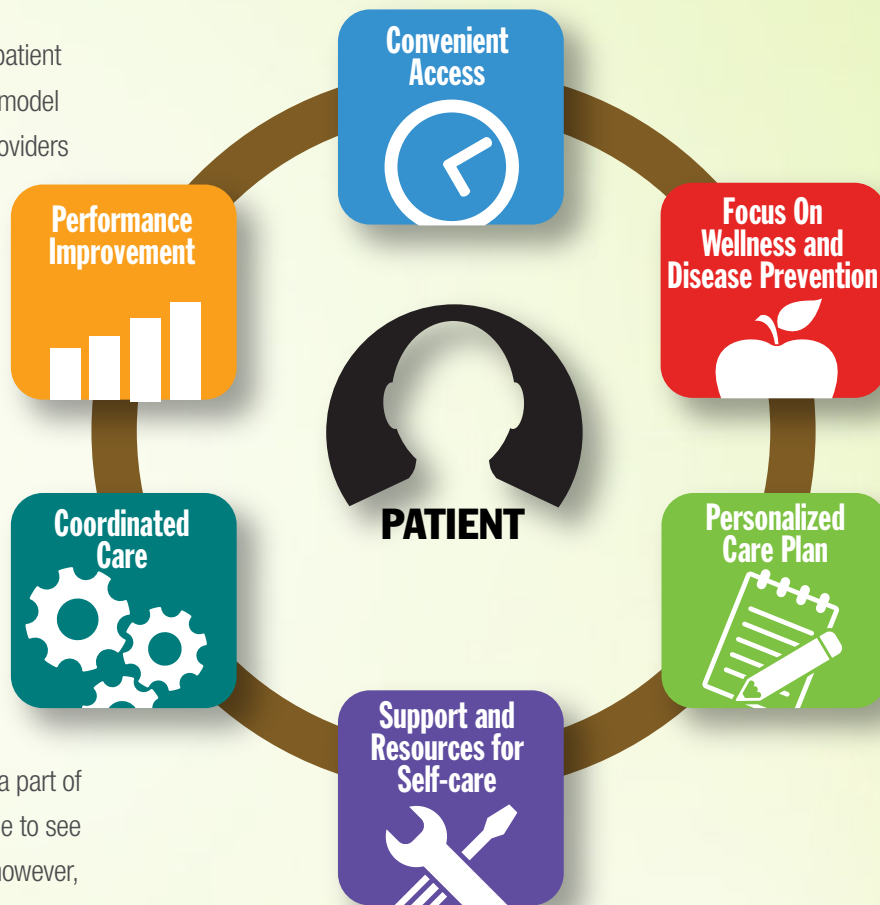 patient
model
oviders
Convenient
Access
Focus On
Wellness and
Disease Prevention
Personalized
Care Plan
Support and
Resources for
Self-care
Coordinated
Care
Performance
Improvement
PATIENT
a part of
e to see
however,